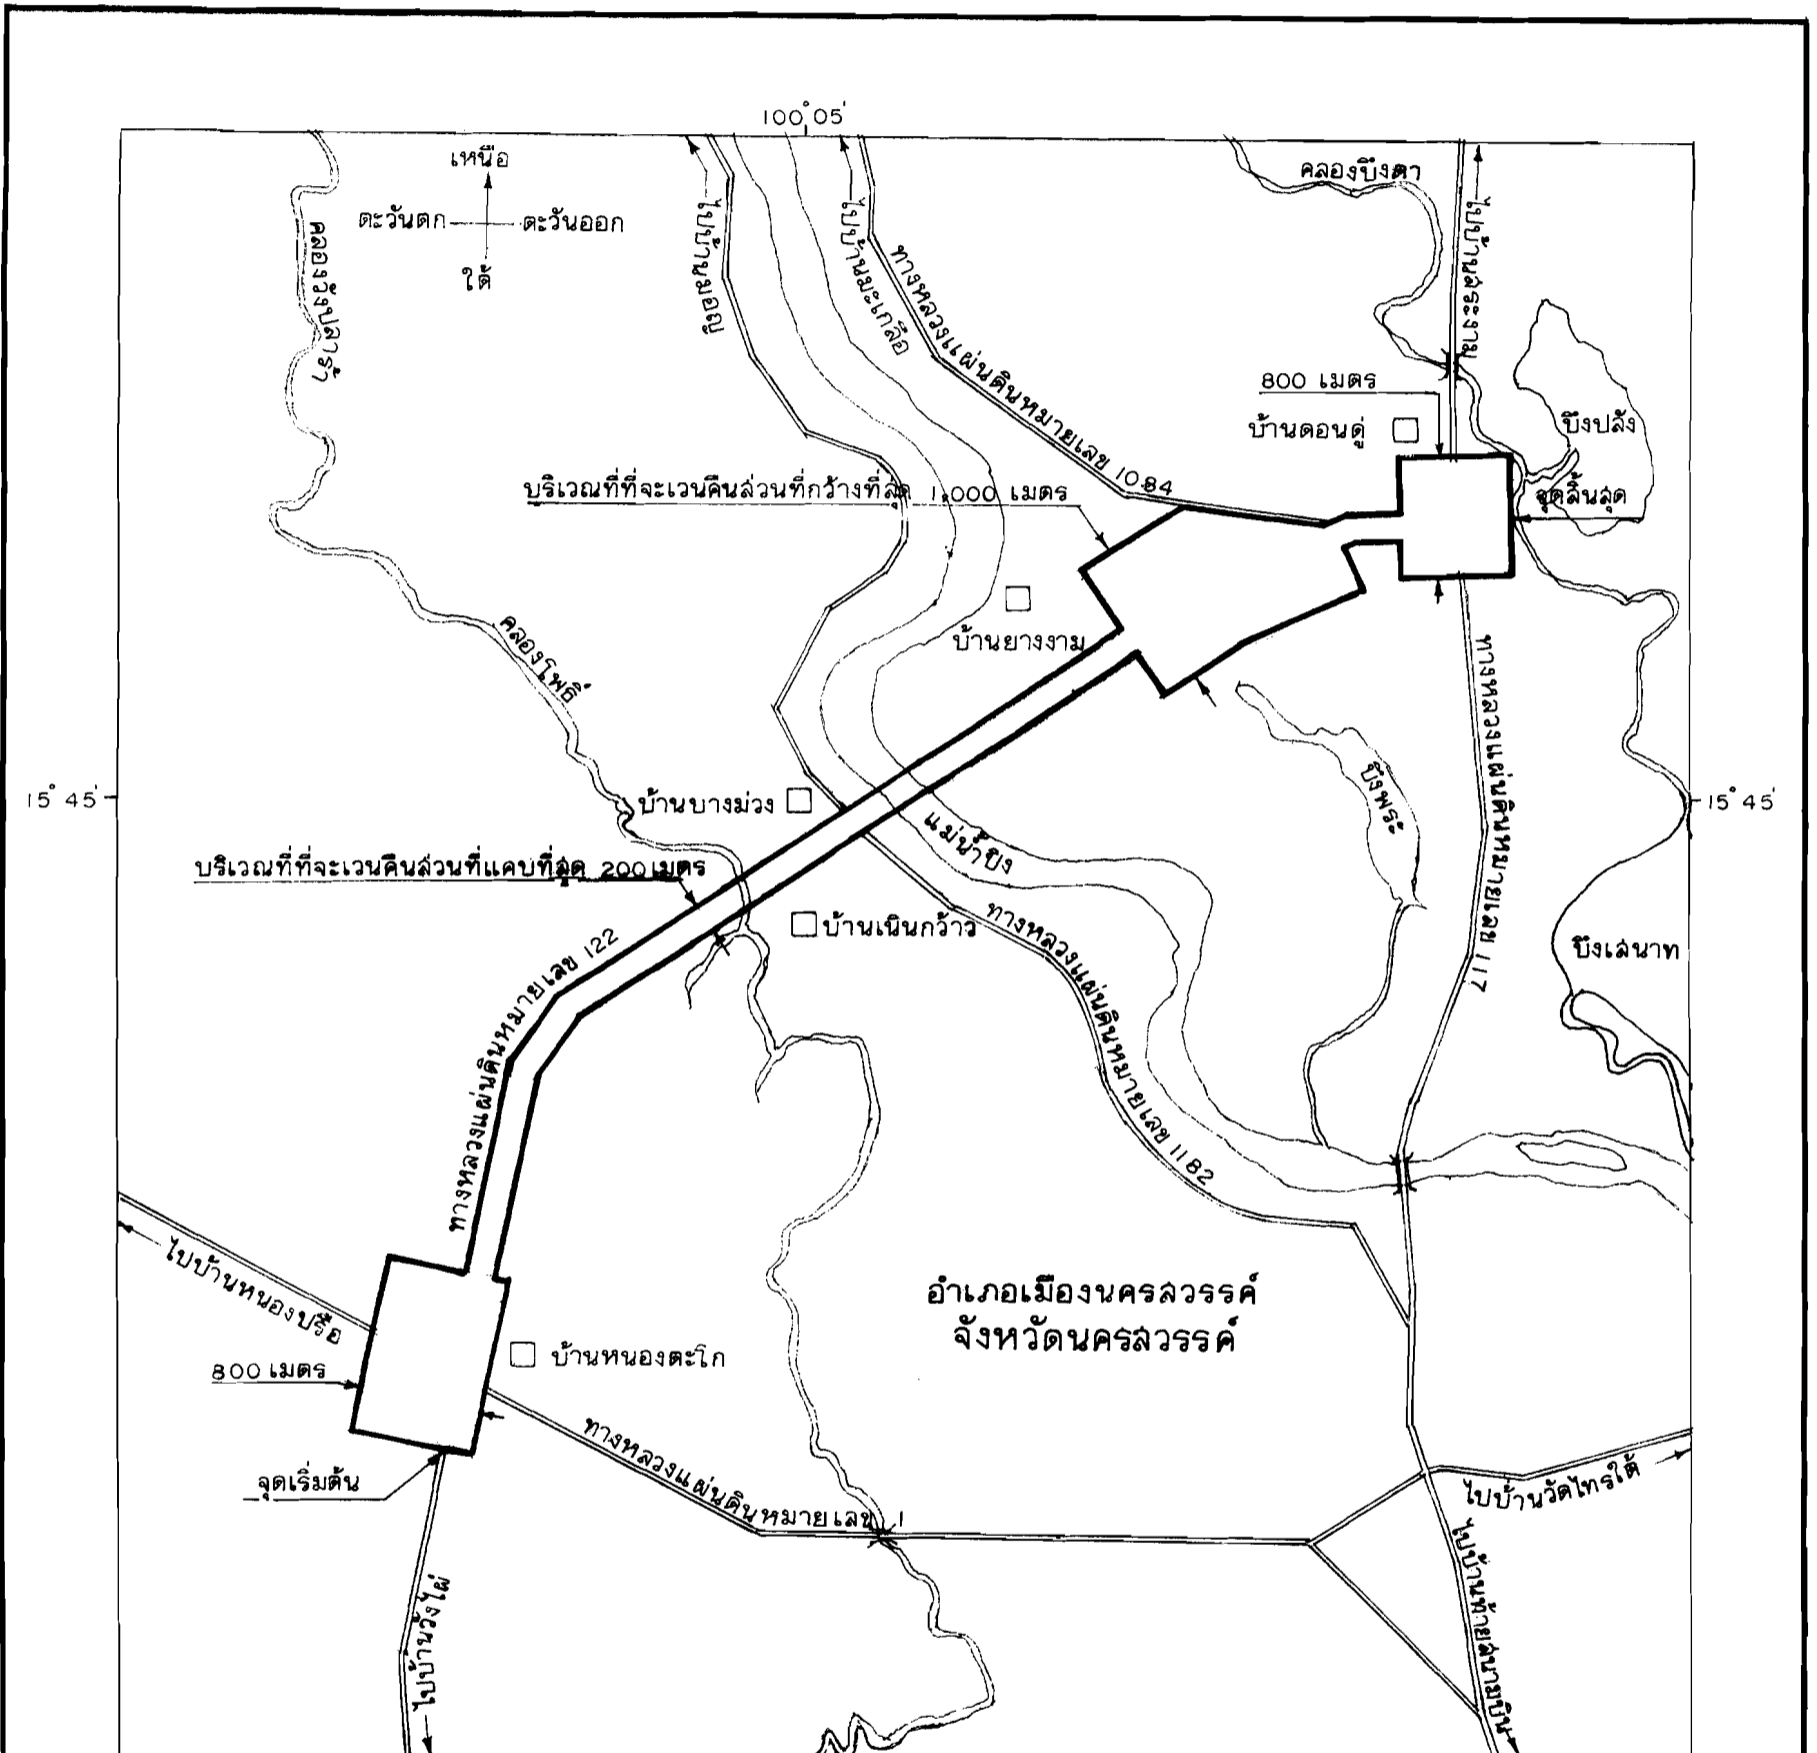 100° 05'
เหนือ
ตะวันตก
ตะวันออก
ใต้
คลองวังปลาร้า
ไปบ้านมอญ
ไปบ้านมะเกลือ
ทางหลวงแผ่นดินหมายเลข 1084
คลองบึงตา
ไปบ้านสระงาม
800 เมตร
บ้านดอนดู่
บึงปลัง
จุดสิ้นสุด
บริเวณที่ที่จะเวนคืนส่วนที่กว้างที่สุด 1,000 เมตร
บ้านยางงาม
คลองโพธิ์
ทางหลวงแผ่นดินหมายเลข 117
15° 45'
บ้านบางม่วง
แม่น้ำปิง
บึงพระ
15° 45'
บริเวณที่ที่จะเวนคืนส่วนที่แคบที่สุด 200 เมตร
บ้านเนินกว้าว
บึงเสนาท
ทางหลวงแผ่นดินหมายเลข 122
ทางหลวงแผ่นดินหมายเลข 1182
ไปบ้านหนองปรือ
อำเภอเมืองนครสวรรค์
จังหวัดนครสวรรค์
800 เมตร
บ้านหนองตะโก
จุดเริ่มต้น
ทางหลวงแผ่นดินหมายเลข 1
ไปบ้านวัดไทรใต้
ไปบ้านวังไผ่
ไปบ้านท้ายสนามบิน